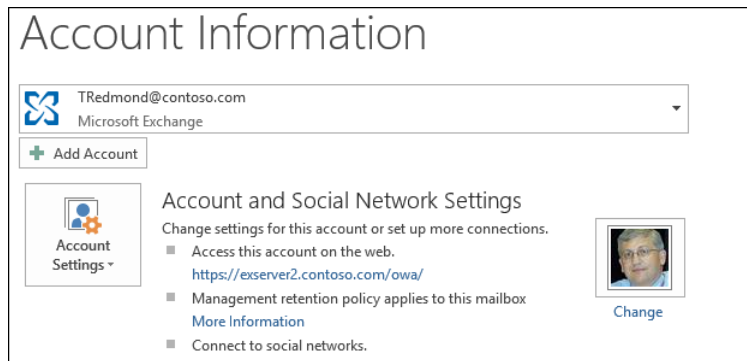 Account Information
TRedmond@contoso.com
Microsoft Exchange
Add Account
Account
Settings
Account and Social Network Settings
Change settings for this account or set up more connections.
Access this account on the web.
https://exserver2.contoso.com/owa/
Management retention policy applies to this mailbox
More Information
Connect to social networks.
Change